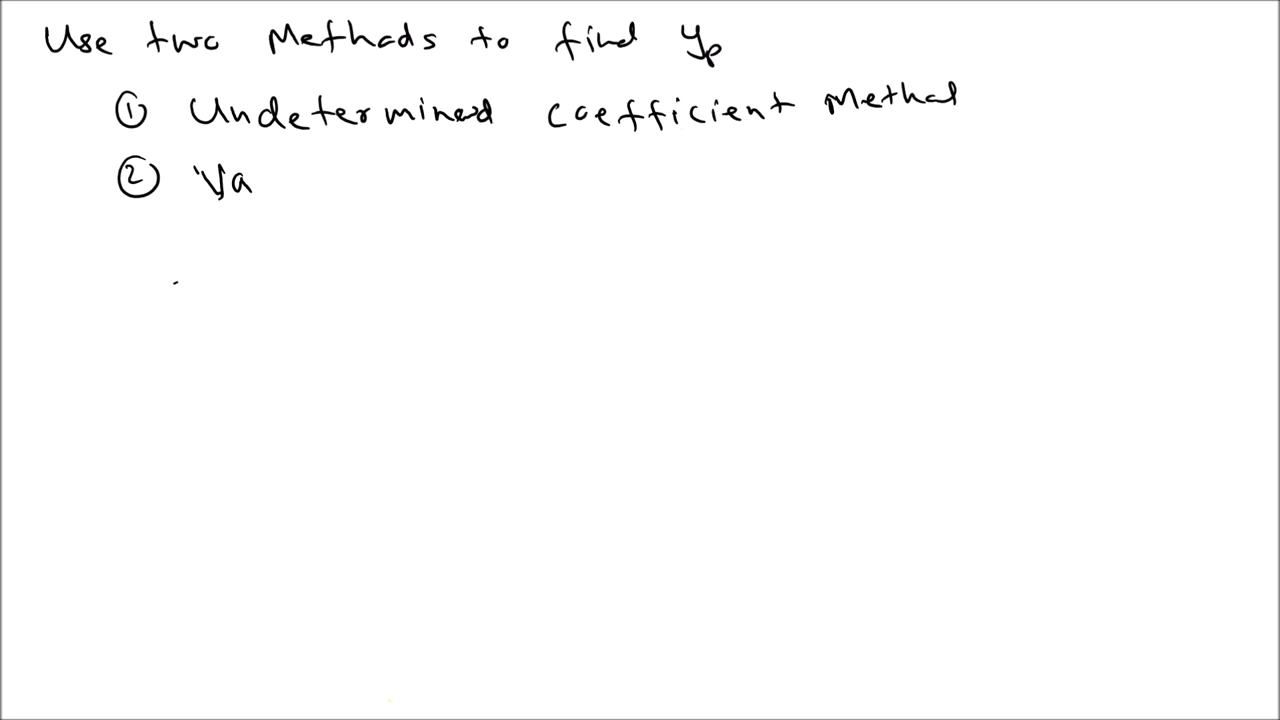 Use two Methods to find yp
① Undetermined coefficient Method
② Va